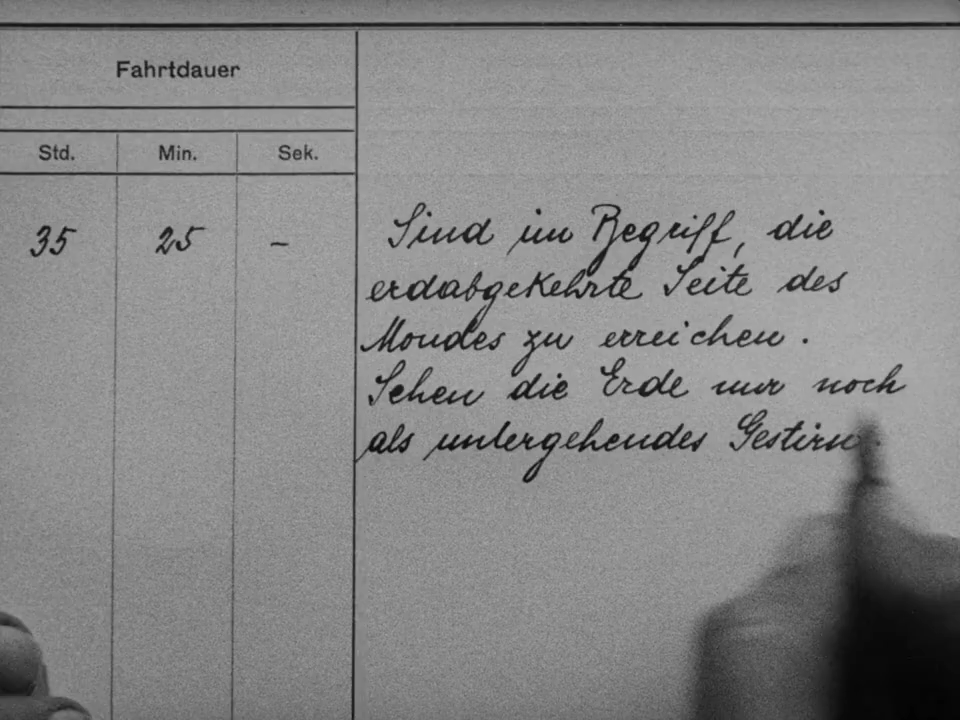 Fahrtdauer
Std. Min. Sek.
35 25 –
Sind im Begriff, die
erdabgekehrte Seite des
Mondes zu erreichen.
Sehen die Erde nur noch
als untergehendes Gestirn.